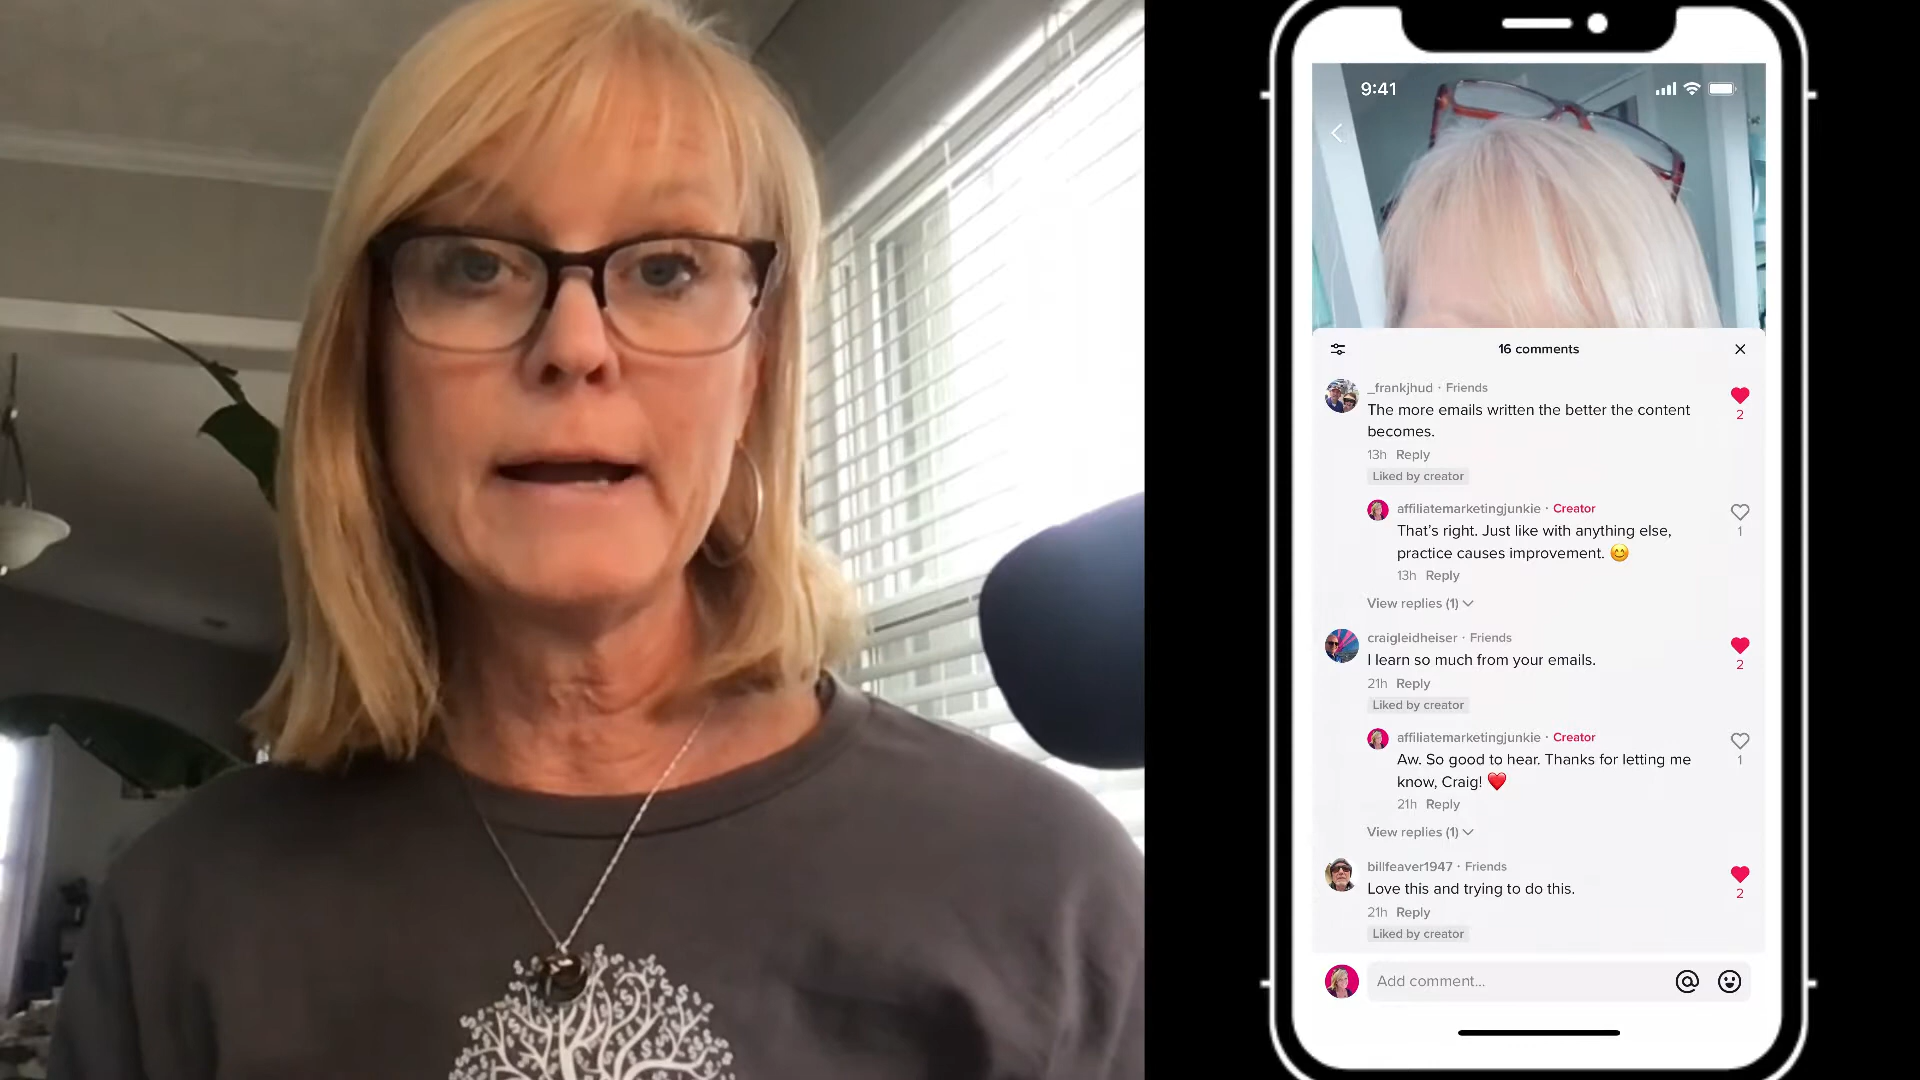 9:41
16 comments
_frankjhud · Friends
The more emails written the better the content
becomes.
2
13h Reply
Liked by creator
affiliatemarketingjunkie · Creator
That's right. Just like with anything else,
practice causes improvement. 😊
1
13h Reply
View replies (1)
craigleidheiser · Friends
I learn so much from your emails.
2
21h Reply
Liked by creator
affiliatemarketingjunkie · Creator
Aw. So good to hear. Thanks for letting me
know, Craig! ❤️
1
21h Reply
View replies (1)
billfeaver1947 · Friends
Love this and trying to do this.
2
21h Reply
Liked by creator
Add comment...